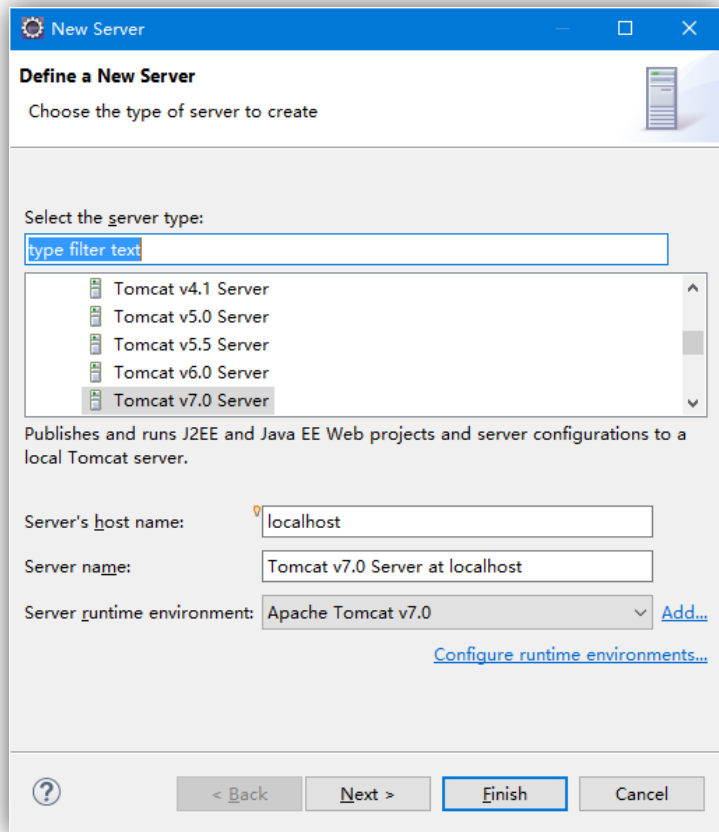 New Server
Define a New Server
Choose the type of server to create
Select the server type:
type filter text
Tomcat v4.1 Server
Tomcat v5.0 Server
Tomcat v5.5 Server
Tomcat v6.0 Server
Tomcat v7.0 Server
Publishes and runs J2EE and Java EE Web projects and server configurations to a
local Tomcat server.
Server's host name: localhost
Server name: Tomcat v7.0 Server at localhost
Server runtime environment: Apache Tomcat v7.0 Add...
Configure runtime environments...
? < Back Next > Finish Cancel